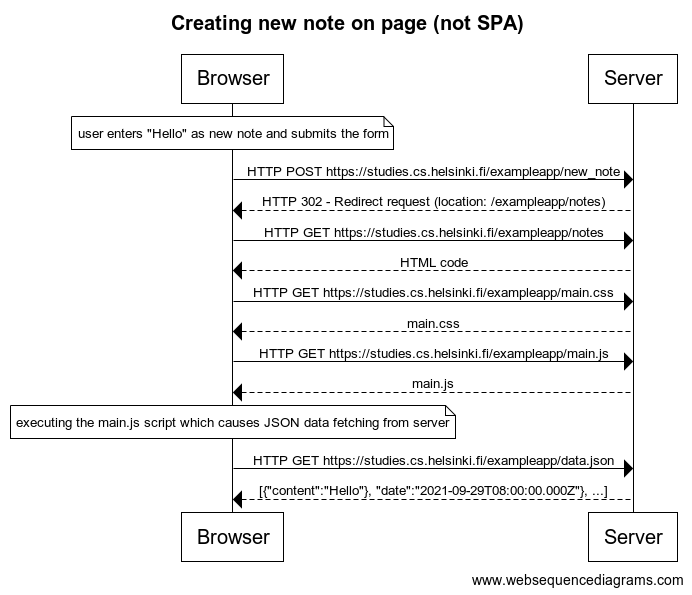 Creating new note on page (not SPA)
Browser Server
user enters "Hello" as new note and submits the form
HTTP POST https://studies.cs.helsinki.fi/exampleapp/new_note
HTTP 302 - Redirect request (location: /exampleapp/notes)
HTTP GET https://studies.cs.helsinki.fi/exampleapp/notes
HTML code
HTTP GET https://studies.cs.helsinki.fi/exampleapp/main.css
main.css
HTTP GET https://studies.cs.helsinki.fi/exampleapp/main.js
main.js
executing the main.js script which causes JSON data fetching from server
HTTP GET https://studies.cs.helsinki.fi/exampleapp/data.json
[{"content":"Hello"}, "date":"2021-09-29T08:00:00.000Z"}, ...]
Browser Server
www.websequencediagrams.com